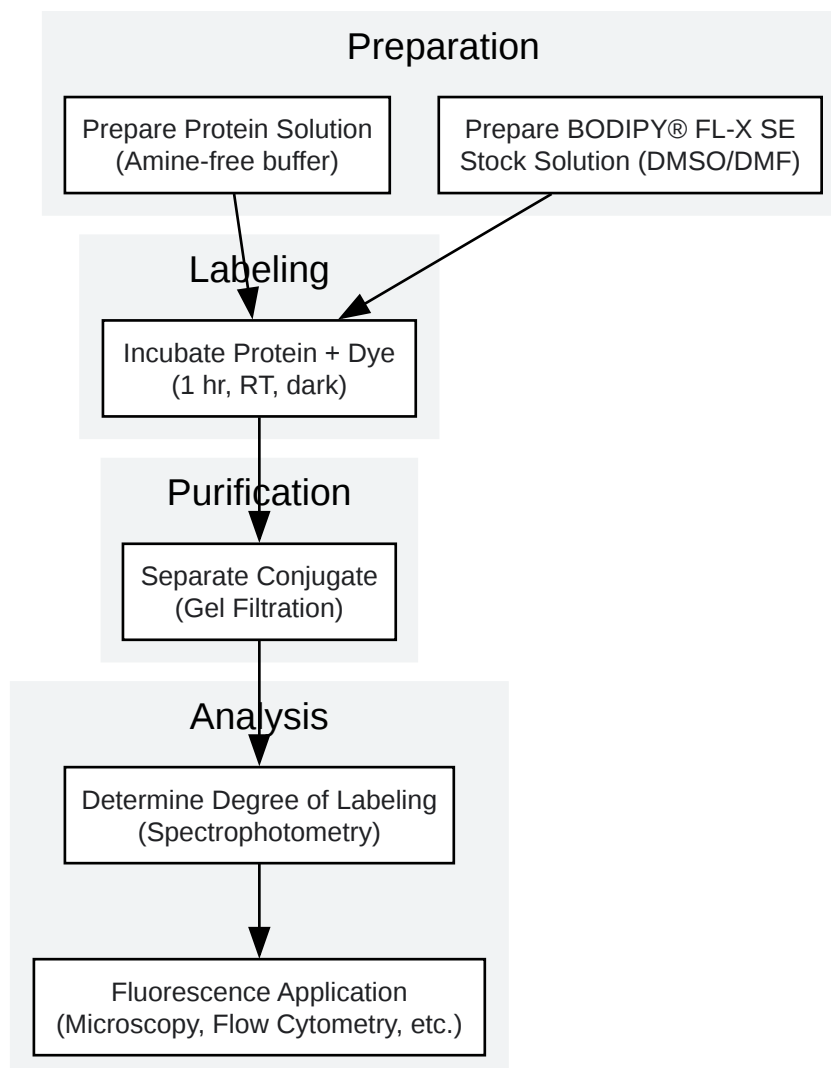 Preparation
Prepare Protein Solution
(Amine-free buffer)
Prepare BODIPY® FL-X SE
Stock Solution (DMSO/DMF)
Labeling
Incubate Protein + Dye
(1 hr, RT, dark)
Purification
Separate Conjugate
(Gel Filtration)
Analysis
Determine Degree of Labeling
(Spectrophotometry)
Fluorescence Application
(Microscopy, Flow Cytometry, etc.)